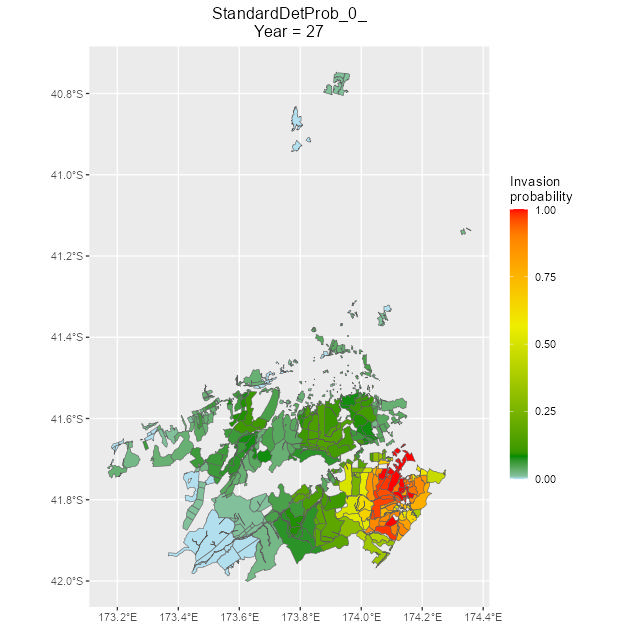 StandardDetProb_0_
Year = 27
40.8°S
41.0°S
41.2°S
41.4°S
41.6°S
41.8°S
42.0°S
173.2°E 173.4°E 173.6°E 173.8°E 174.0°E 174.2°E 174.4°E
Invasion
probability
1.00
0.75
0.50
0.25
0.00